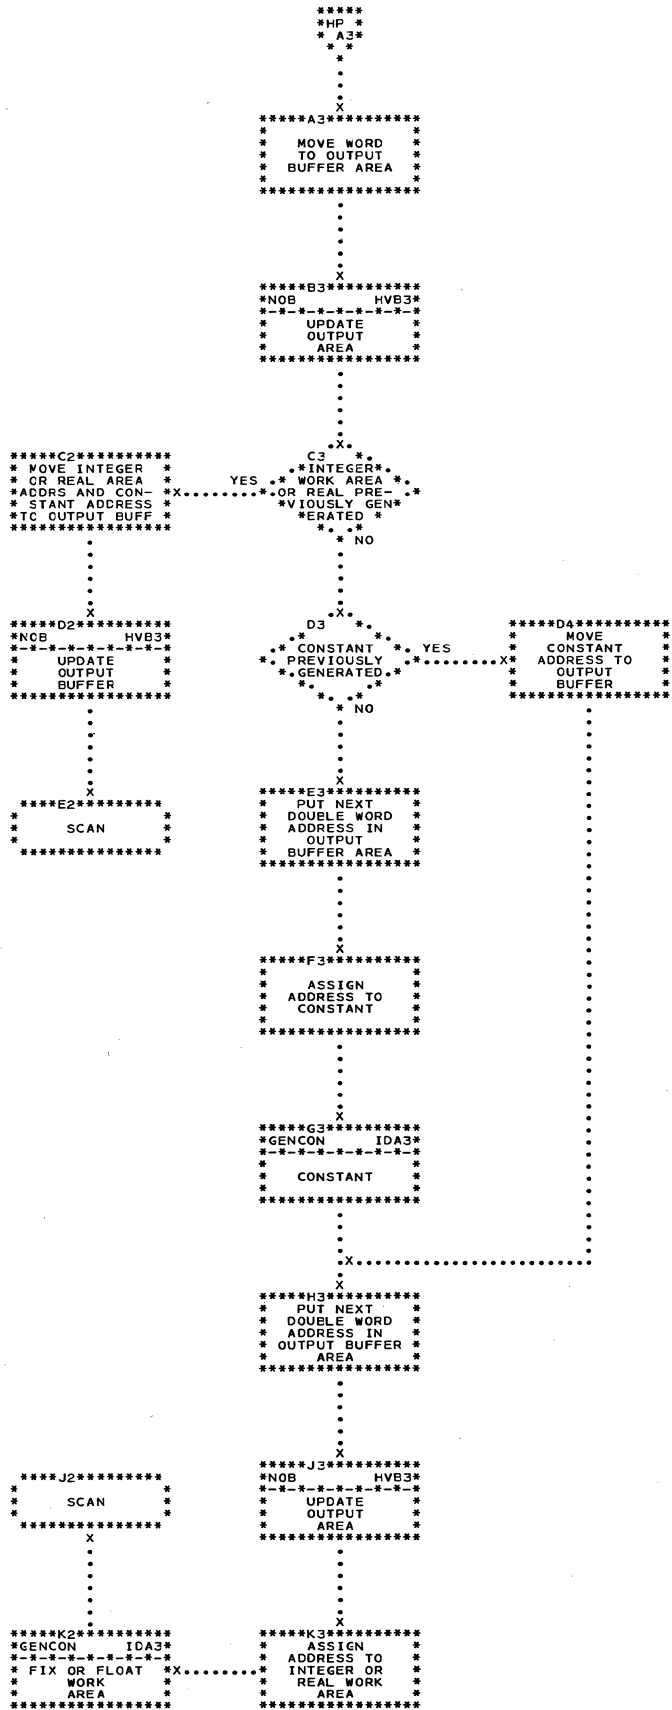 *****
*HP *
* A3*
* *
*
X
*****A3**********
MOVE WORD
TO OUTPUT
BUFFER AREA
*****************
X
*****B3**********
*NOB HVB3*
*-*-*-*-*-*-*-*-*
UPDATE
OUTPUT
AREA
*****************
X
C3
INTEGER
WORK AREA
OR REAL PRE-
VIOUSLY GEN
ERATED
YES
NO
*****C2**********
MOVE INTEGER
OR REAL AREA
ADDRS AND CON-
STANT ADDRESS
TO OUTPUT BUFF
*****************
X
*****D2**********
*NOB HVB3*
*-*-*-*-*-*-*-*-*
UPDATE
OUTPUT
BUFFER
*****************
X
****E2*********
SCAN
***************
D3
CONSTANT
PREVIOUSLY
GENERATED
YES
NO
*****D4**********
MOVE
CONSTANT
ADDRESS TO
OUTPUT
BUFFER
*****************
X
*****E3**********
PUT NEXT
DOUBLE WORD
ADDRESS IN
OUTPUT
BUFFER AREA
*****************
X
*****F3**********
ASSIGN
ADDRESS TO
CONSTANT
*****************
X
*****G3**********
*GENCON IDA3*
*-*-*-*-*-*-*-*-*
CONSTANT
*****************
X
*****H3**********
PUT NEXT
DOUBLE WORD
ADDRESS IN
OUTPUT BUFFER
AREA
*****************
X
*****J3**********
*NOB HVB3*
*-*-*-*-*-*-*-*-*
UPDATE
OUTPUT
AREA
*****************
X
*****K3**********
ASSIGN
ADDRESS TO
INTEGER OR
REAL WORK
AREA
*****************
*****K2**********
*GENCON IDA3*
*-*-*-*-*-*-*-*-*
FIX OR FLOAT
WORK
AREA
*****************
X
****J2*********
SCAN
***************